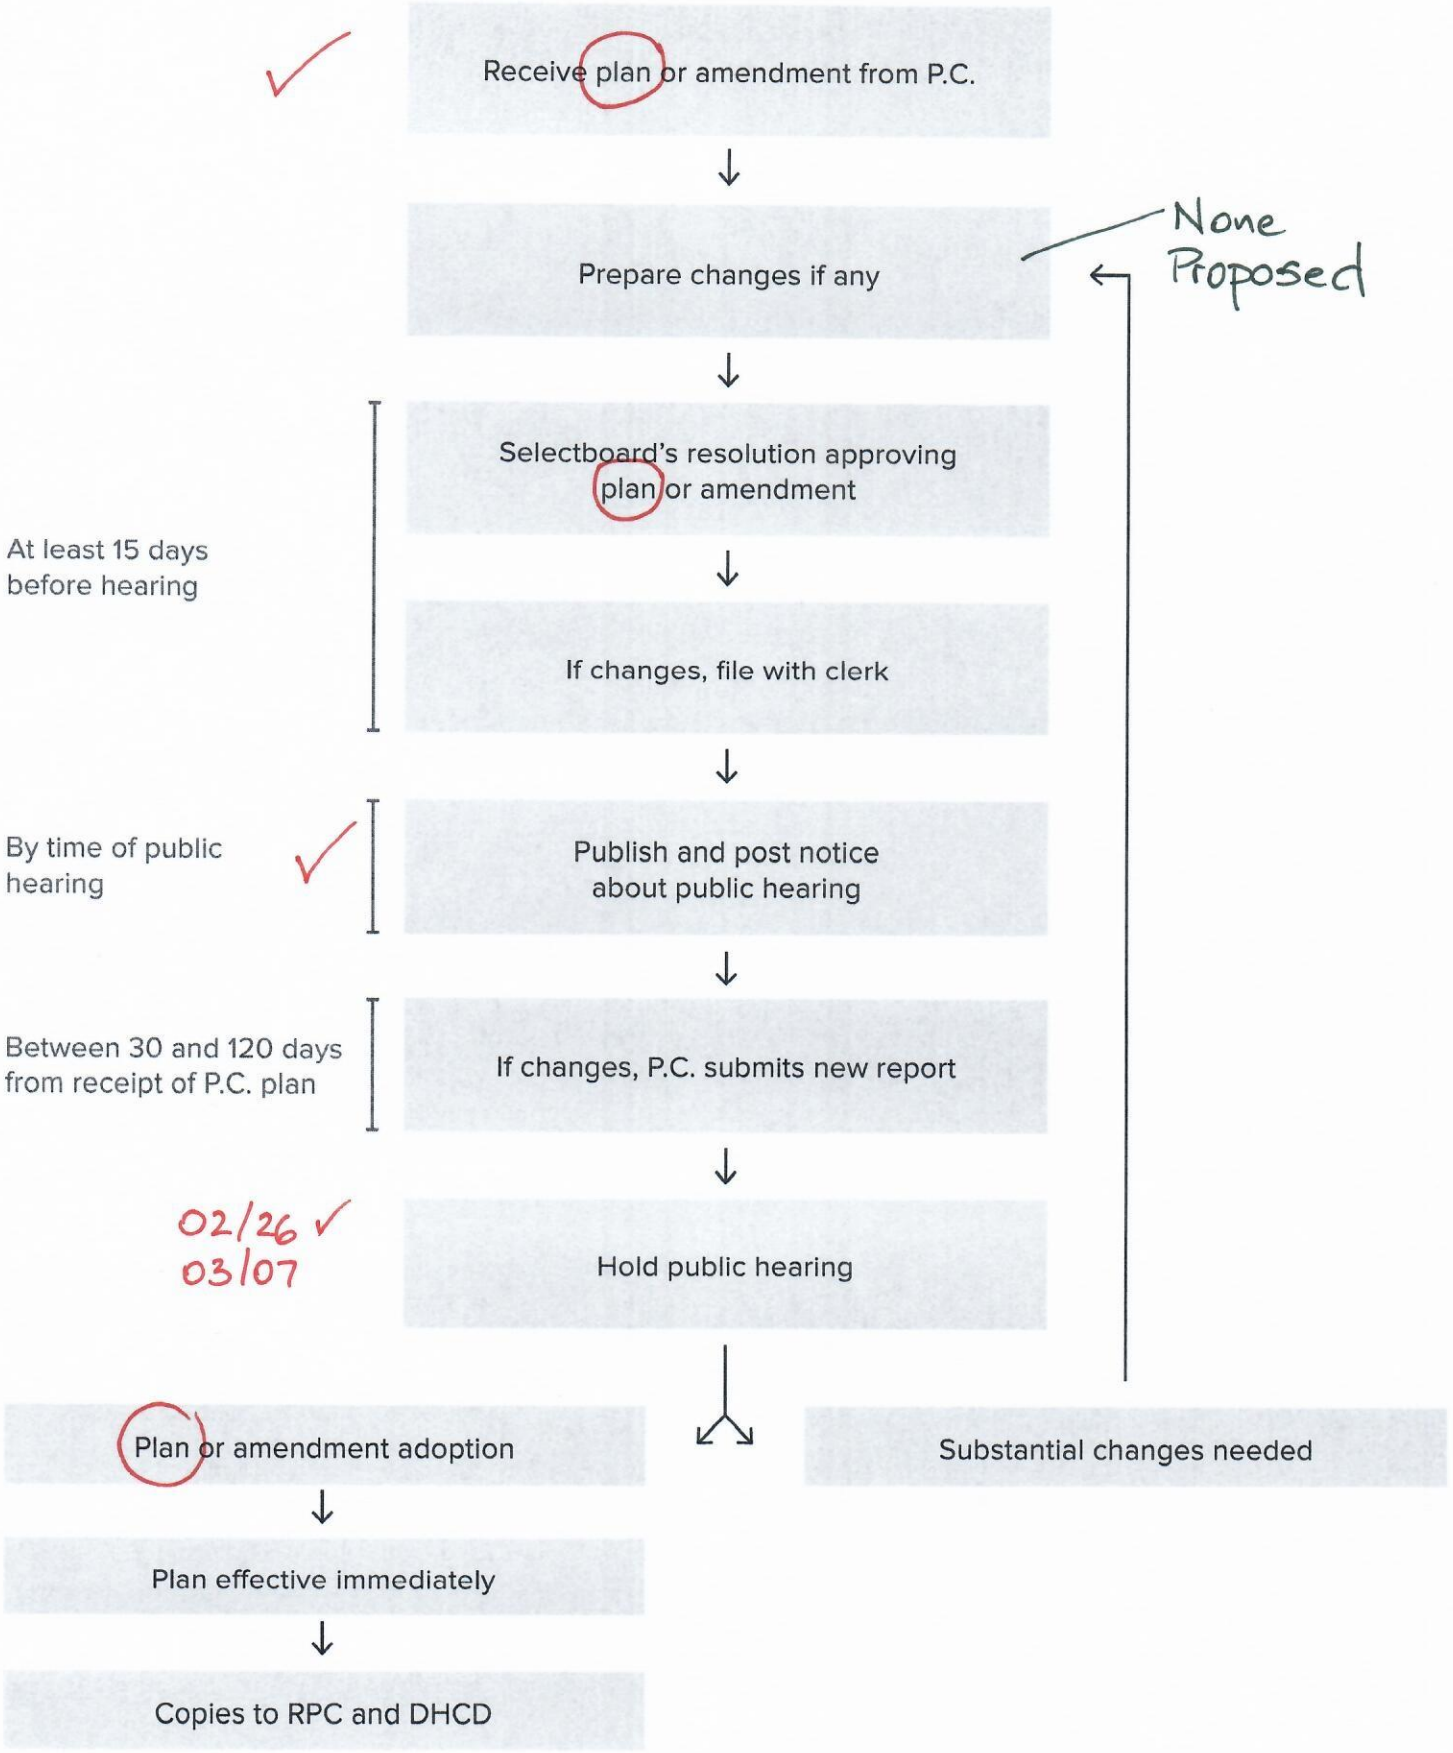 Receive plan or amendment from P.C.
None
Proposed
Prepare changes if any
Selectboard's resolution approving
plan or amendment
At least 15 days
before hearing
If changes, file with clerk
By time of public
hearing
Publish and post notice
about public hearing
Between 30 and 120 days
from receipt of P.C. plan
If changes, P.C. submits new report
02/26 ✓
03/07
Hold public hearing
Plan or amendment adoption
Substantial changes needed
Plan effective immediately
Copies to RPC and DHCD